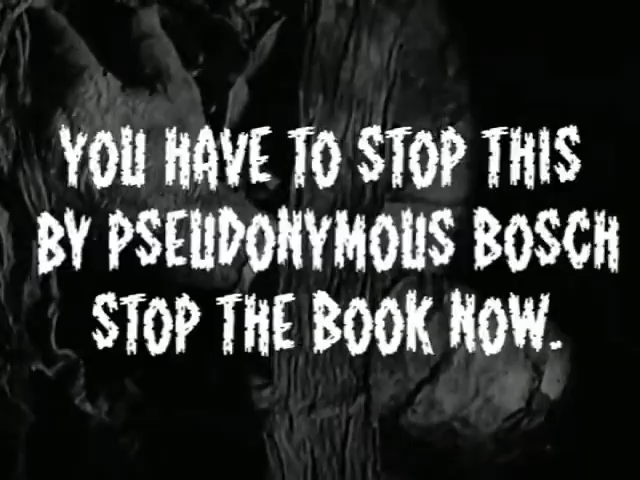 YOU HAVE TO STOP THIS
BY PSEUDONYMOUS BOSCH
STOP THE BOOK NOW.